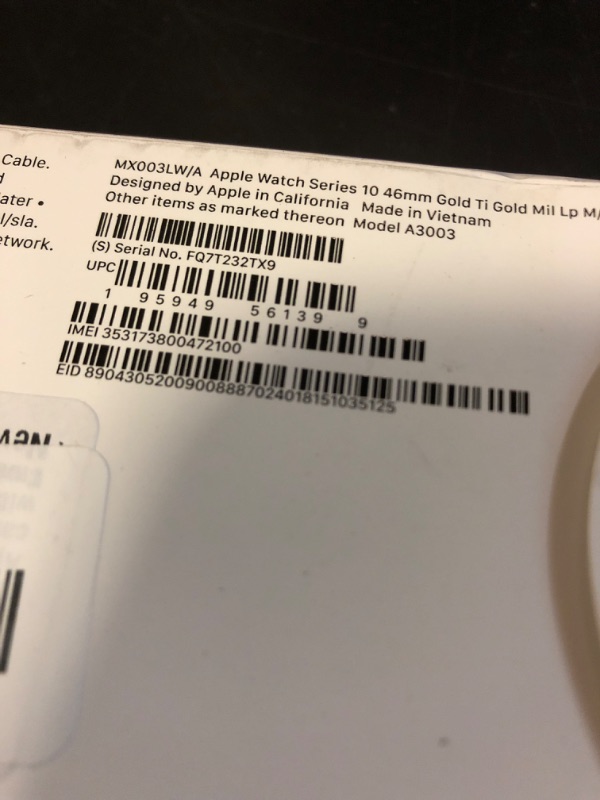 Cable.
MX003LW/A Apple Watch Series 10 46mm Gold Ti Gold Mil Lp M/
Designed by Apple in California Made in Vietnam
Other items as marked thereon Model A3003
l/sla.
etwork.
(S) Serial No. FQ7T232TX9
UPC
1 95949 56139 9
IMEI 353173800472100
EID 89043052009008887024018151035125